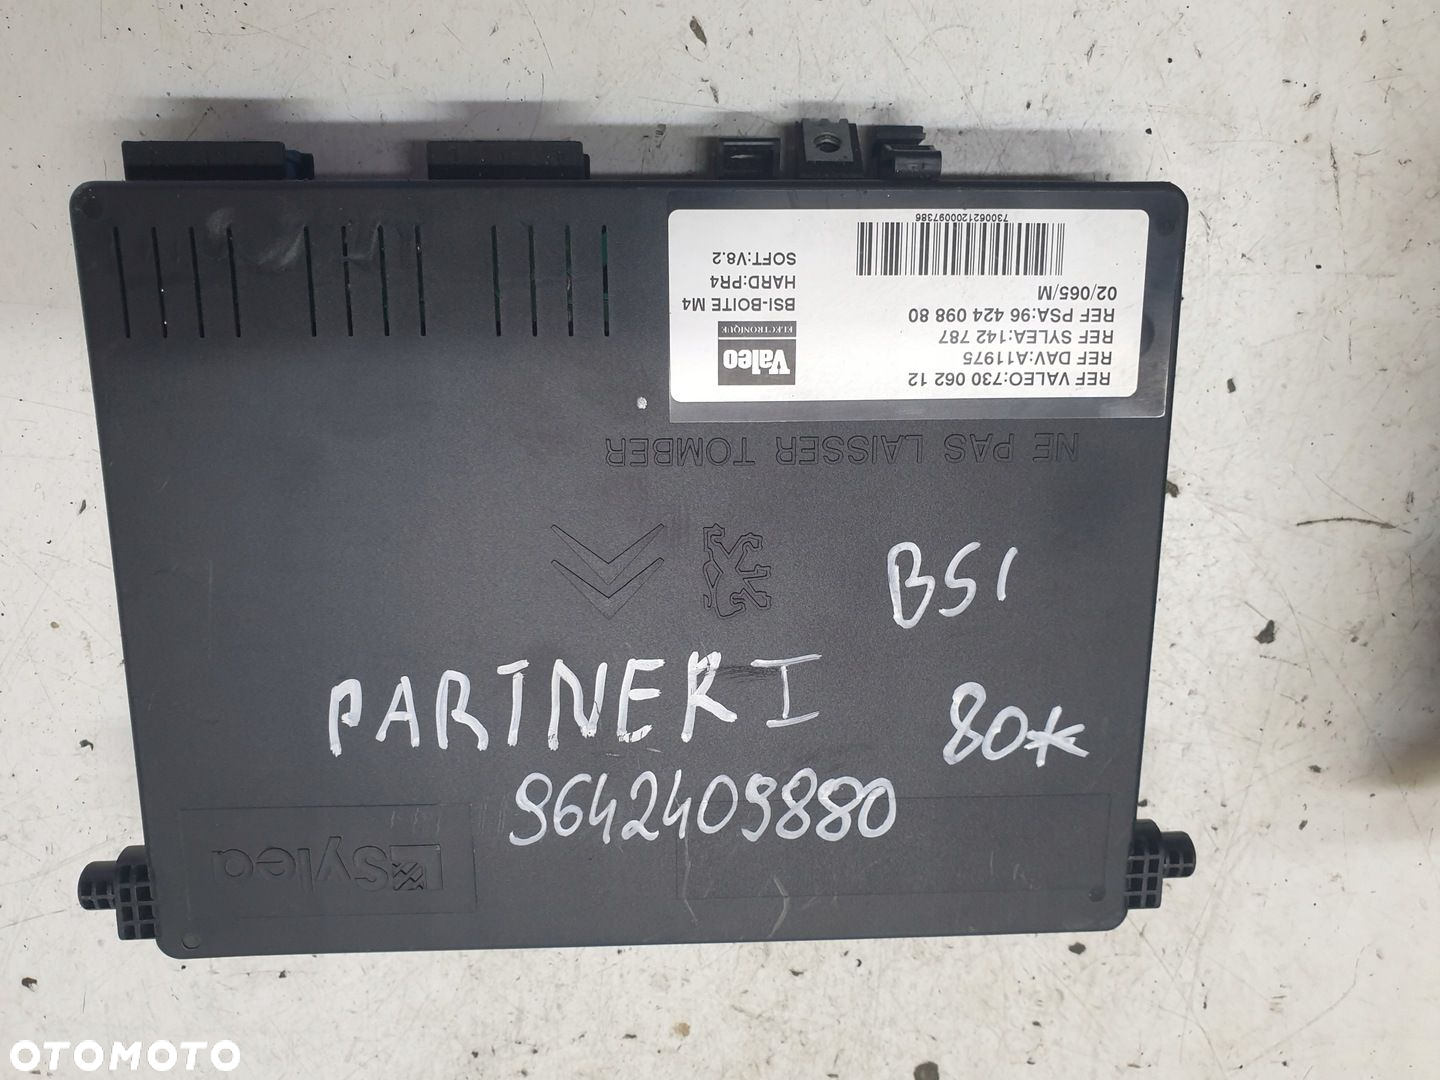 7300621200097386
BSI-BOITE M4
HARD:PR4
SOFT:V8.2
02/065/M
REF PSA:96 424 098 80
REF SYLEA:142 787
REF DAV:A11975
REF VALEO:730 062 12
Valeo
ELECTRONIQUE
NE PAS LAISSER TOMBER
BSI
PARTNER I
80*
9642409880
Sylea
OTOMOTO